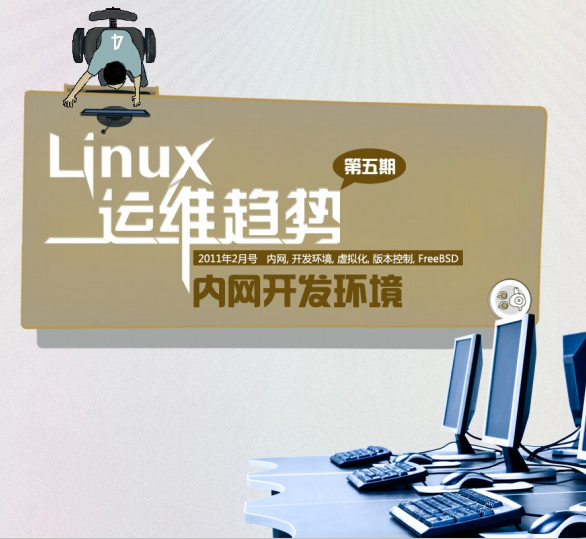 4
Linux
第五期
运维趋势
2011年2月号 内网, 开发环境, 虚拟化, 版本控制, FreeBSD
内网开发环境